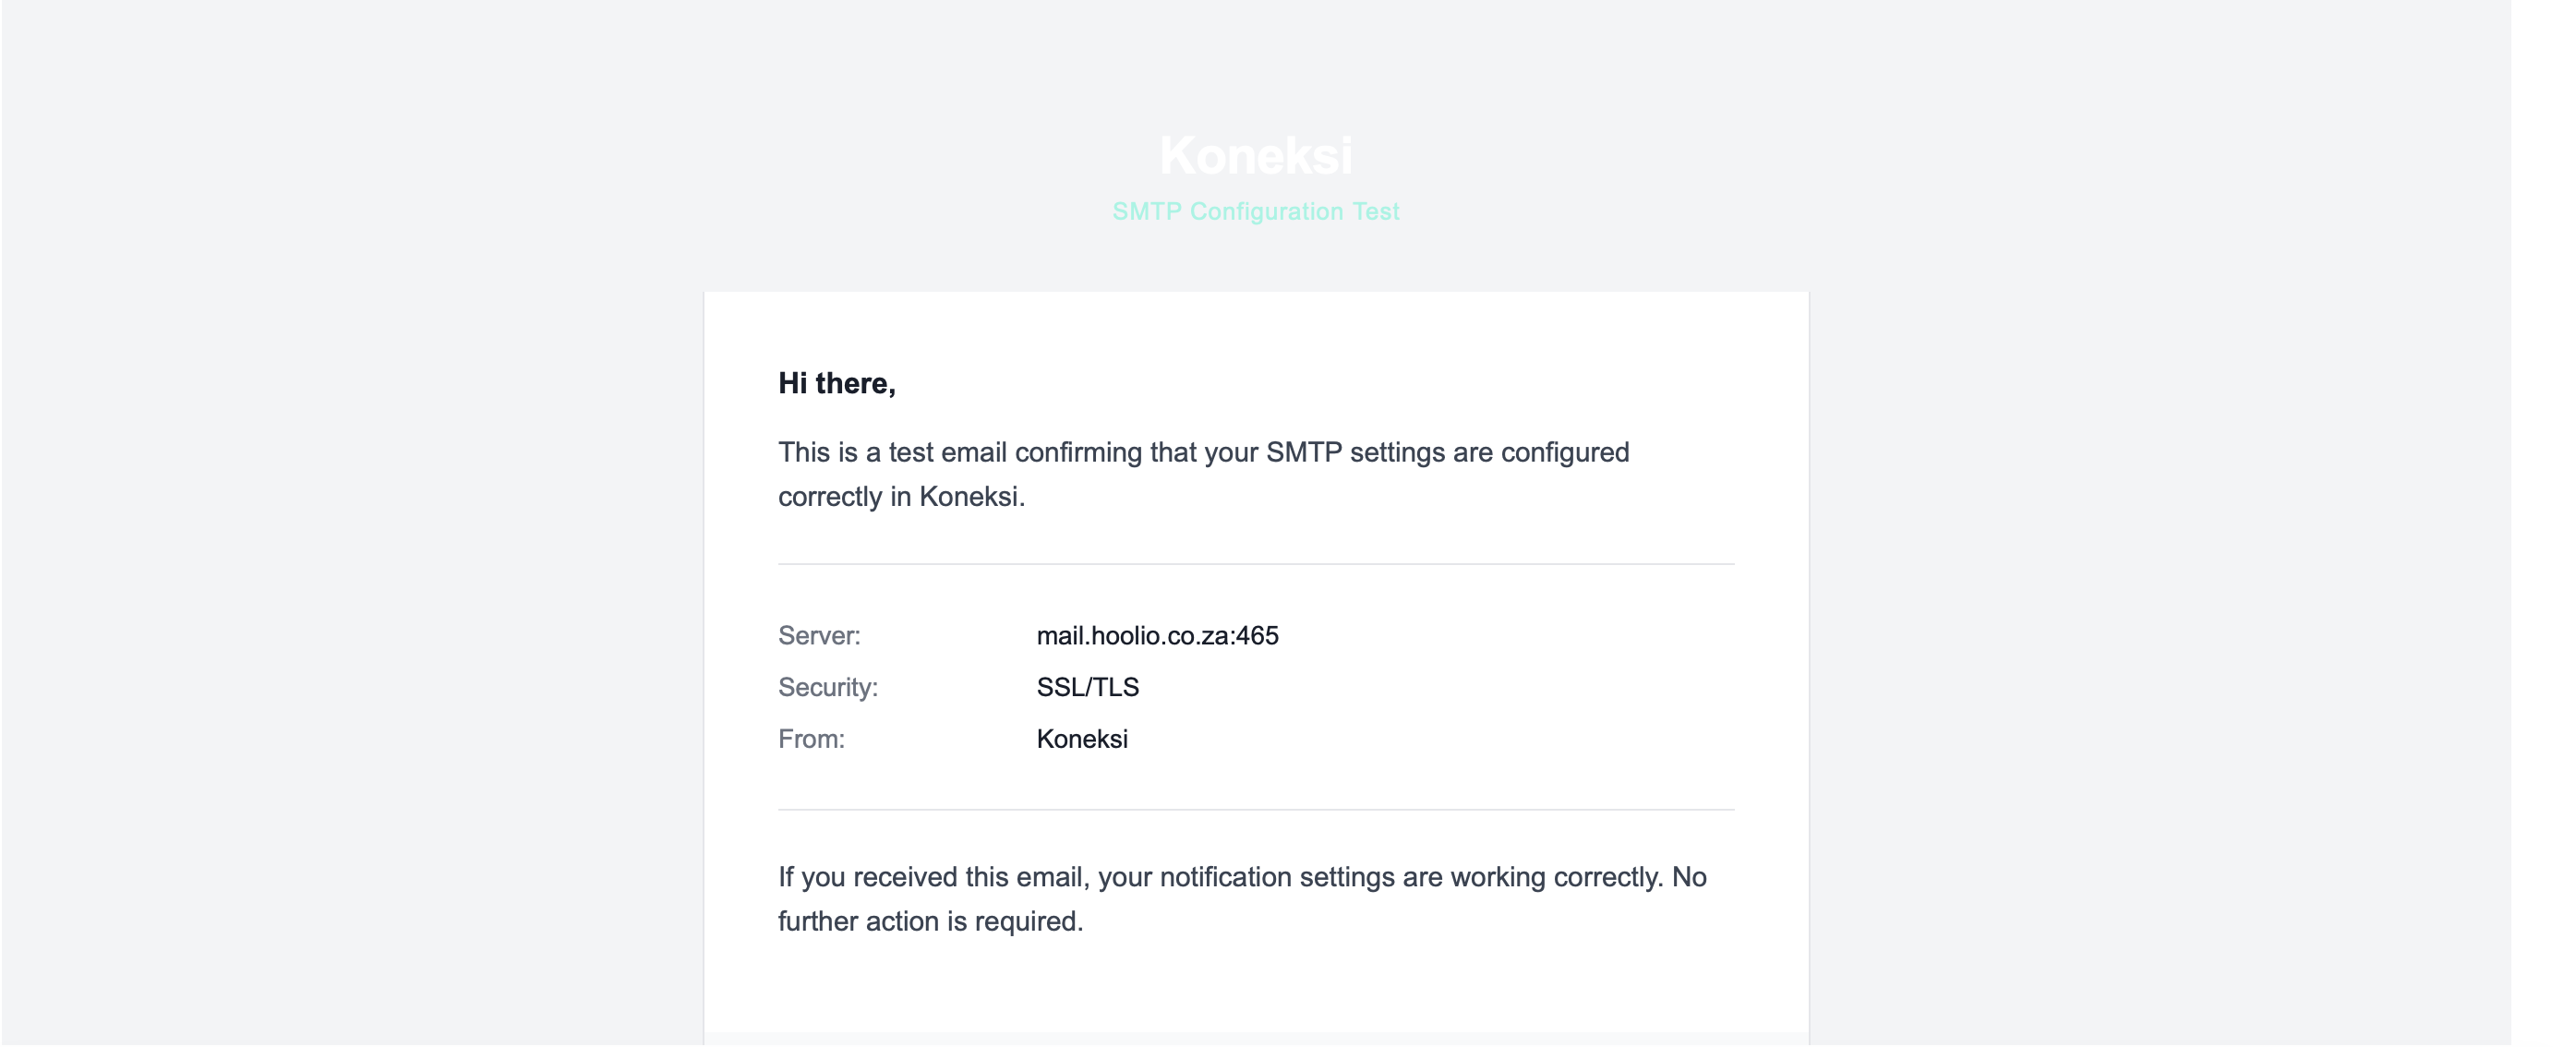 Koneksi
SMTP Configuration Test
Hi there,
This is a test email confirming that your SMTP settings are configured
correctly in Koneksi.
Server: mail.hoolio.co.za:465
Security: SSL/TLS
From: Koneksi
If you received this email, your notification settings are working correctly. No
further action is required.